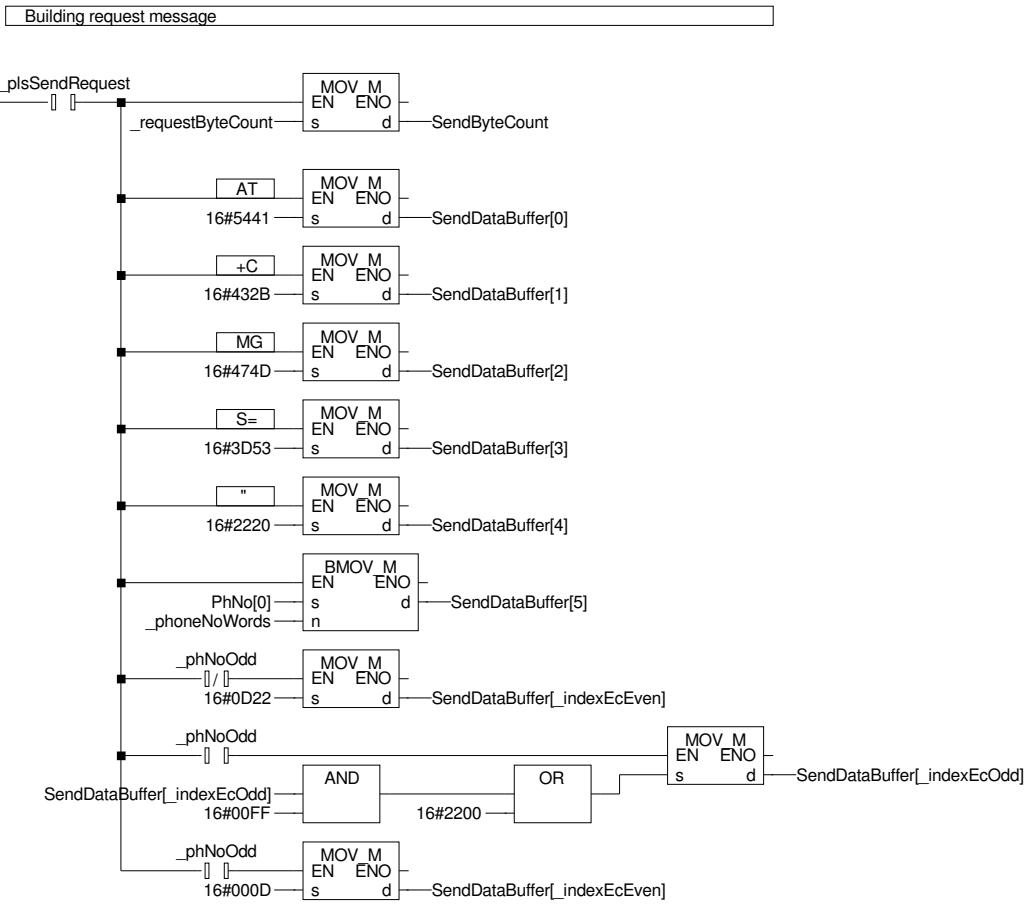 Building request message
_plsSendRequest
MOV_M
EN ENO
_requestByteCount s d SendByteCount
AT MOV_M
EN ENO
16#5441 s d SendDataBuffer[0]
+C MOV_M
EN ENO
16#432B s d SendDataBuffer[1]
MG MOV_M
EN ENO
16#474D s d SendDataBuffer[2]
S= MOV_M
EN ENO
16#3D53 s d SendDataBuffer[3]
" MOV_M
EN ENO
16#2220 s d SendDataBuffer[4]
BMOV_M
EN ENO
PhNo[0] s d SendDataBuffer[5]
_phoneNoWords n
_phNoOdd MOV_M
/ EN ENO
16#0D22 s d SendDataBuffer[_indexEcEven]
_phNoOdd MOV_M
EN ENO
s d SendDataBuffer[_indexEcOdd]
AND OR
SendDataBuffer[_indexEcOdd]
16#00FF 16#2200
_phNoOdd MOV_M
EN ENO
16#000D s d SendDataBuffer[_indexEcEven]